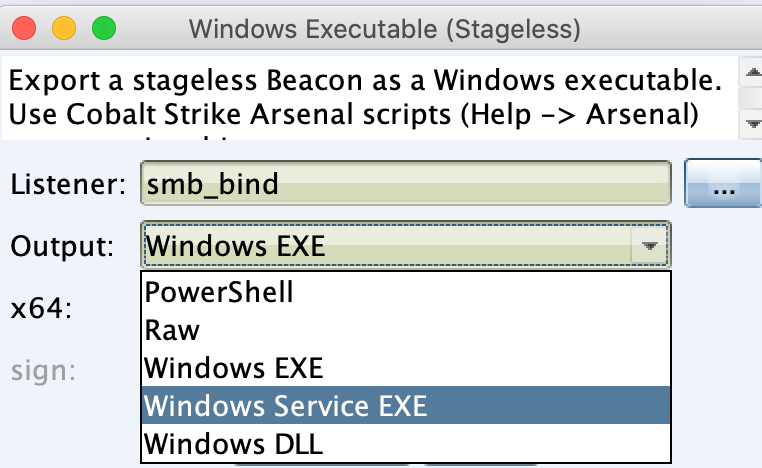 Windows Executable (Stageless)
Export a stageless Beacon as a Windows executable.
Use Cobalt Strike Arsenal scripts (Help -> Arsenal)
Listener: smb_bind ...
Output: Windows EXE
PowerShell
x64:
Raw
Windows EXE
sign:
Windows Service EXE
Windows DLL